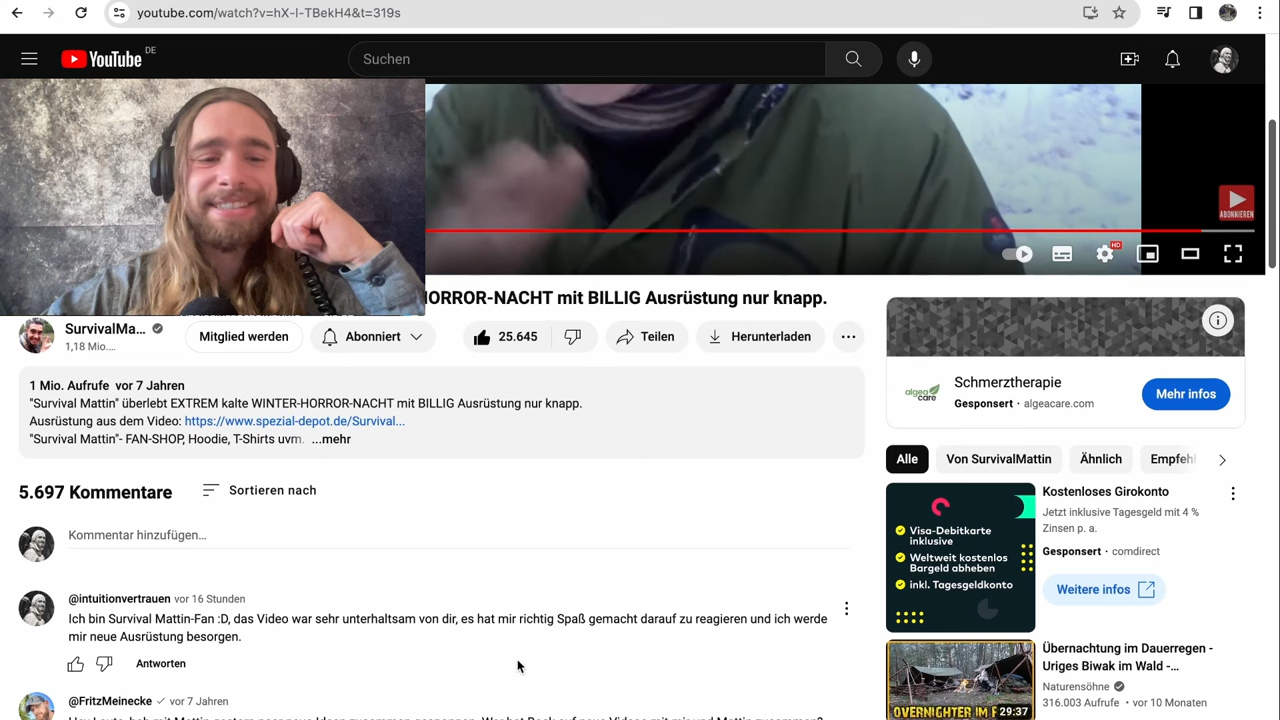 youtube.com/watch?v=hX-I-TBekH4&t=319s
YouTube DE
Suchen
ABONNIEREN
HD
HORROR-NACHT mit BILLIG Ausrüstung nur knapp.
SurvivalMa...
1,18 Mio....
Mitglied werden
Abonniert
25.645
Teilen
Herunterladen
1 Mio. Aufrufe vor 7 Jahren
"Survival Mattin" überlebt EXTREM kalte WINTER-HORROR-NACHT mit BILLIG Ausrüstung nur knapp.
Ausrüstung aus dem Video: https://www.spezial-depot.de/Survival...
"Survival Mattin"- FAN-SHOP, Hoodie, T-Shirts uvm. ...mehr
5.697 Kommentare
Sortieren nach
Kommentar hinzufügen...
@intuitionvertrauen vor 16 Stunden
Ich bin Survival Mattin-Fan :D, das Video war sehr unterhaltsam von dir, es hat mir richtig Spaß gemacht darauf zu reagieren und ich werde
mir neue Ausrüstung besorgen.
Antworten
@FritzMeinecke vor 7 Jahren
algea
care
Schmerztherapie
Gesponsert · algeacare.com
Mehr infos
Alle
Von SurvivalMattin
Ähnlich
Empfehl
Visa-Debitkarte
inklusive
Weltweit kostenlos
Bargeld abheben
inkl. Tagesgeldkonto
Kostenloses Girokonto
Jetzt inklusive Tagesgeld mit 4 %
Zinsen p. a.
Gesponsert · comdirect
Weitere infos
OVERNIGHTER IM
29:37
Übernachtung im Dauerregen -
Uriges Biwak im Wald -...
Naturensöhne
316.003 Aufrufe · vor 10 Monaten